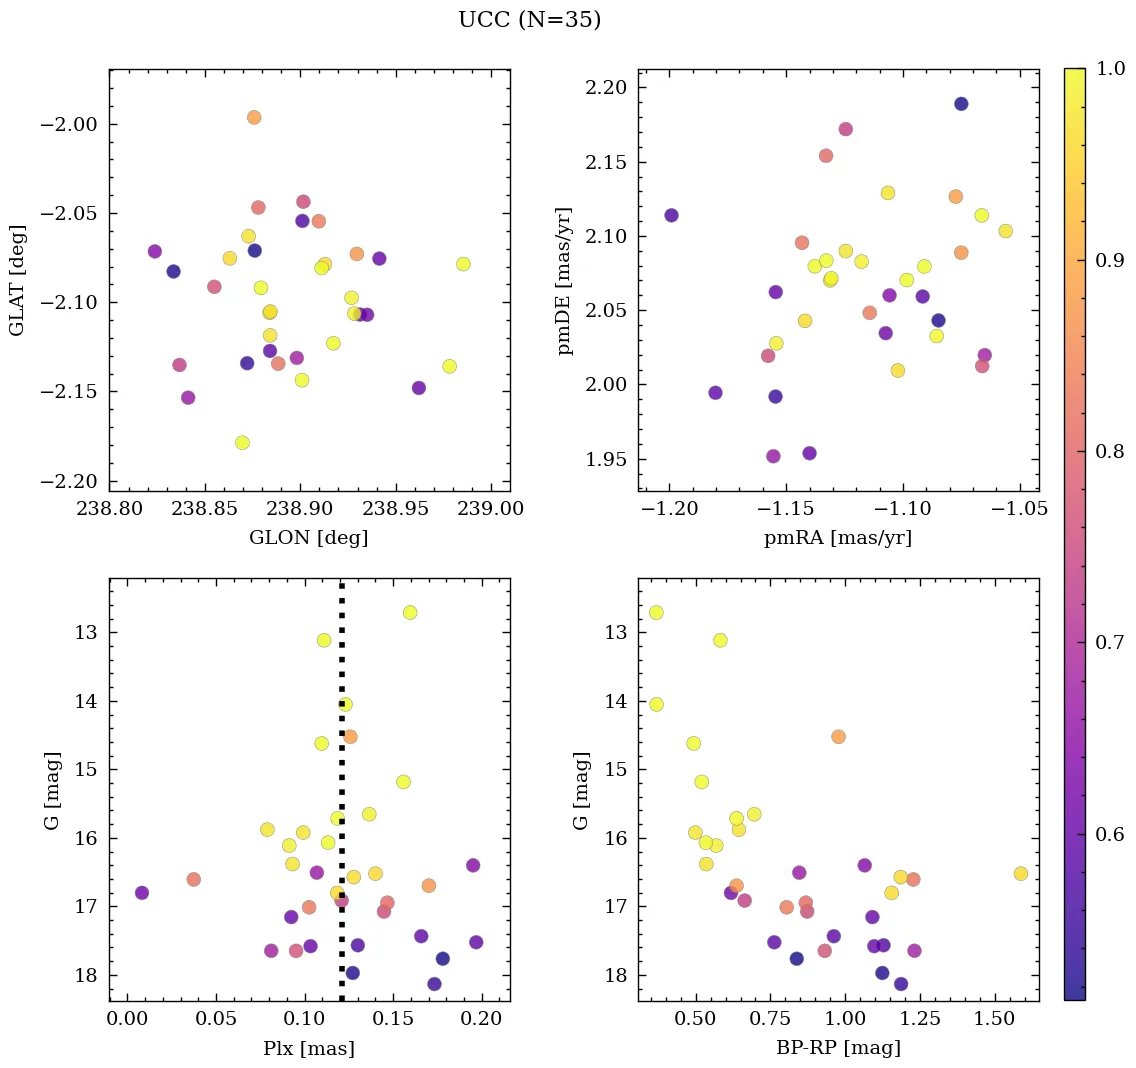 UCC (N=35)
−2.00
−2.05
−2.10
−2.15
−2.20
GLAT [deg]
238.80 238.85 238.90 238.95 239.00
GLON [deg]
2.20
2.15
2.10
2.05
2.00
1.95
pmDE [mas/yr]
−1.20 −1.15 −1.10 −1.05
pmRA [mas/yr]
1.0
0.9
0.8
0.7
0.6
13
14
15
16
17
18
G [mag]
0.00 0.05 0.10 0.15 0.20
Plx [mas]
13
14
15
16
17
18
G [mag]
0.50 0.75 1.00 1.25 1.50
BP-RP [mag]